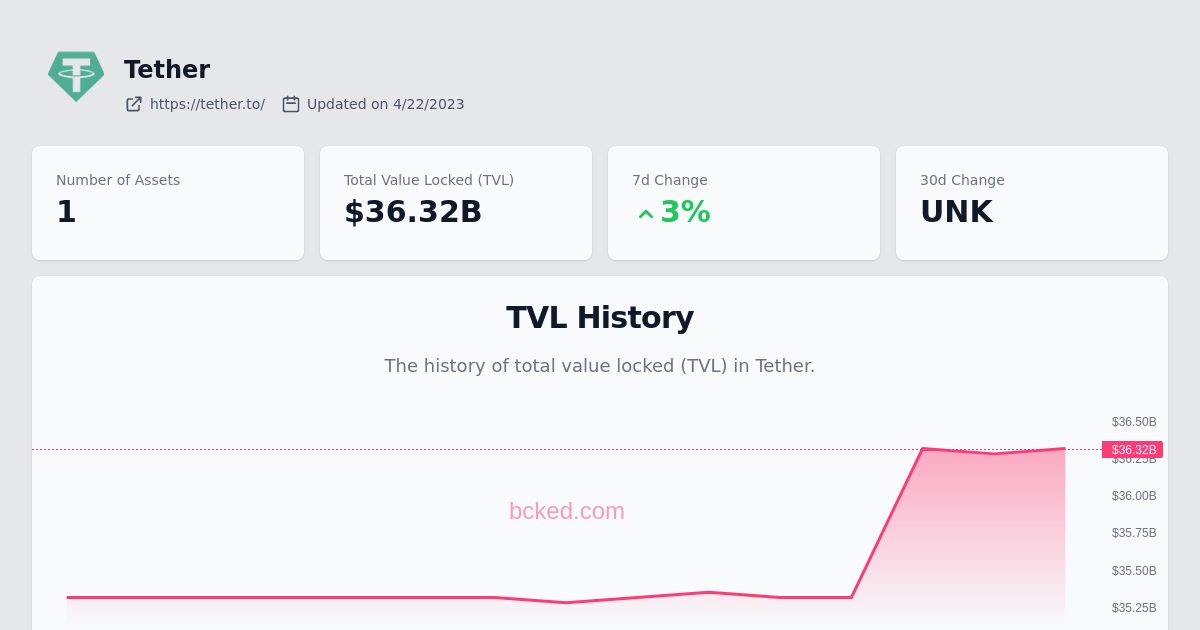 Tether
https://tether.to/ Updated on 4/22/2023
Number of Assets
1
Total Value Locked (TVL)
$36.32B
7d Change
3%
30d Change
UNK
TVL History
The history of total value locked (TVL) in Tether.
$36.50B
$36.32B
$36.25B
$36.00B
bcked.com
$35.75B
$35.50B
$35.25B